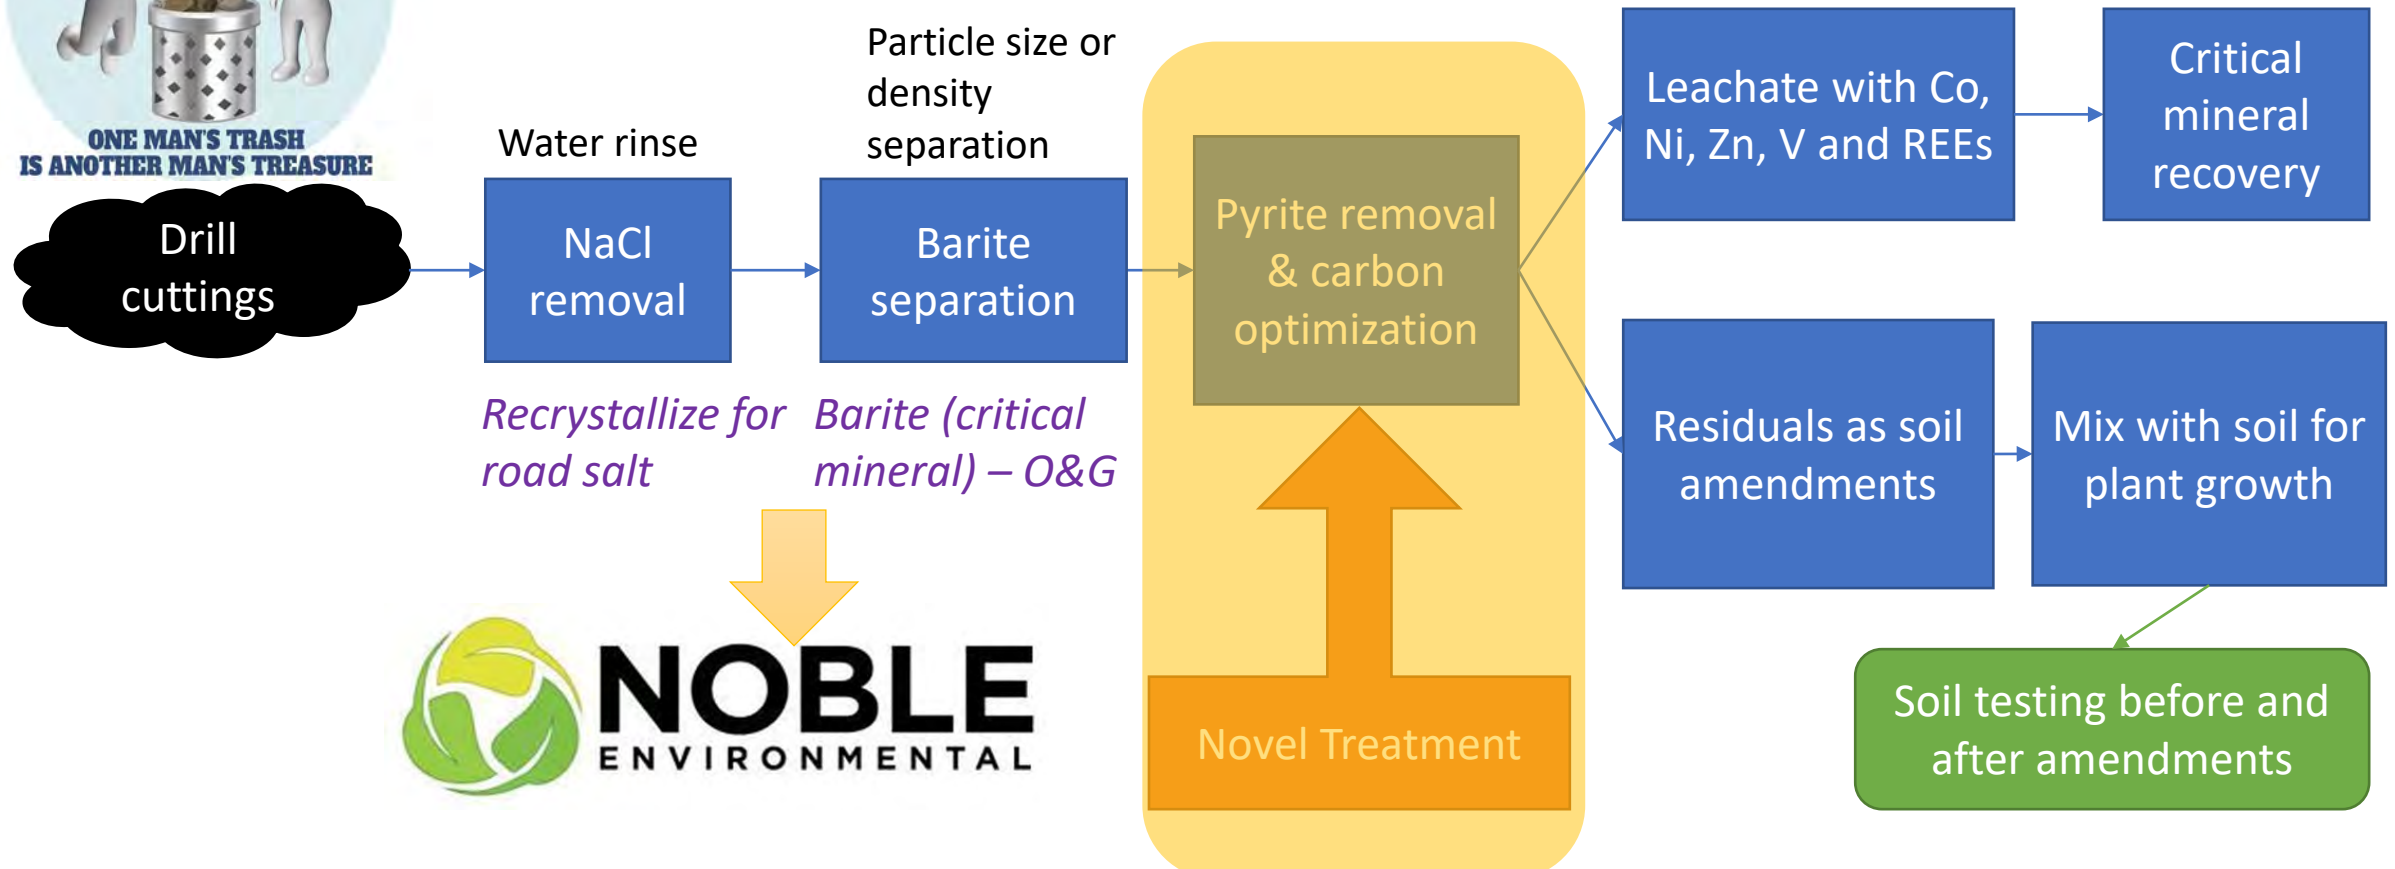 ONE MAN'S TRASH
IS ANOTHER MAN'S TREASURE
Drill
cuttings
Water rinse
NaCl
removal
Recrystallize for
road salt
Particle size or
density
separation
Barite
separation
Barite (critical
mineral) – O&G
NOBLE
ENVIRONMENTAL
Pyrite removal
& carbon
optimization
Novel Treatment
Leachate with Co,
Ni, Zn, V and REEs
Critical
mineral
recovery
Residuals as soil
amendments
Mix with soil for
plant growth
Soil testing before and
after amendments